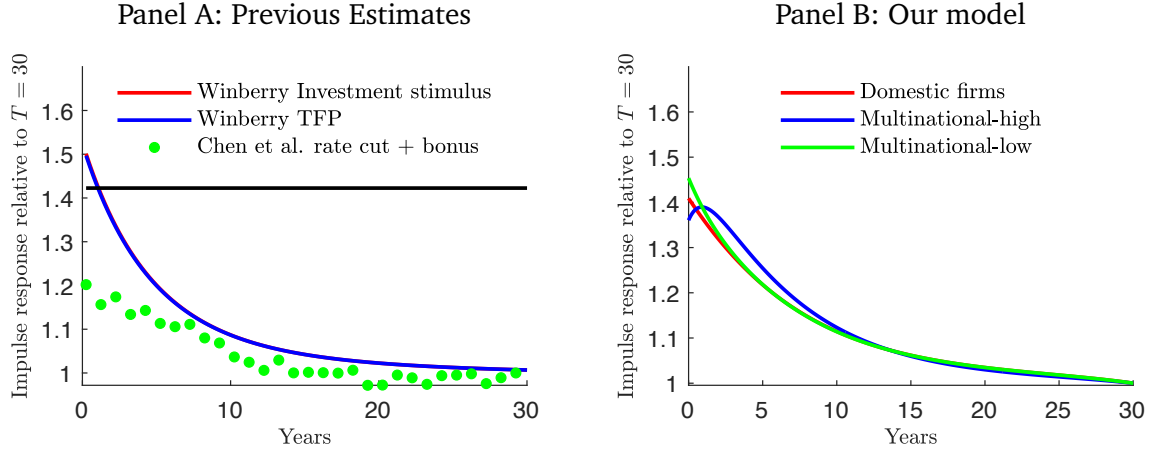 Panel A: Previous Estimates
Impulse response relative to T = 30
1.6
1.5
1.4
1.3
1.2
1.1
1
Winberry Investment stimulus
Winberry TFP
Chen et al. rate cut + bonus
0 10 20 30
Years
Panel B: Our model
Impulse response relative to T = 30
1.6
1.5
1.4
1.3
1.2
1.1
1
Domestic firms
Multinational-high
Multinational-low
0 5 10 15 20 25 30
Years